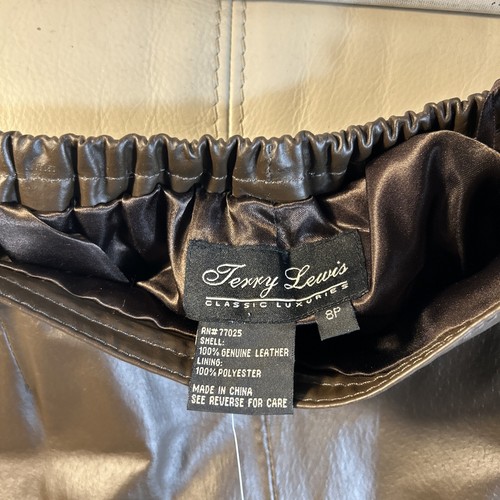 Terry Lewis
CLASSIC LUXURIES
8P
RN# 77025
SHELL:
100% GENUINE LEATHER
LINING:
100% POLYESTER
MADE IN CHINA
SEE REVERSE FOR CARE